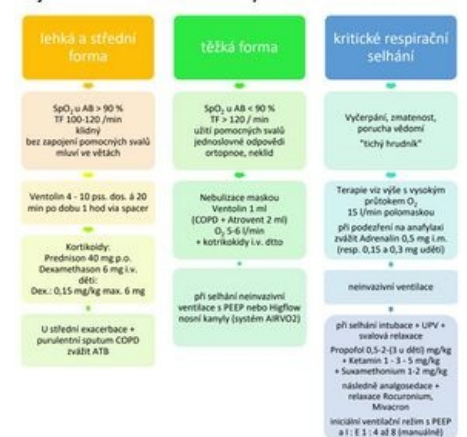 lehká a střední
forma
SpO₂ u AB > 90 %
TF 100-120 /min
klidný
bez zapojení pomocných svalů
mluví ve větách
Ventolin 4 - 10 pss. dos. á 20
min po dobu 1 hod via spacer
Kortikoidy:
Prednison 40 mg p.o.
Dexamethason 6 mg i.v.
děti:
Dex.: 0,15 mg/kg max. 6 mg
U střední exacerbace +
purulentní sputum COPD
zvážit ATB
těžká forma
SpO₂ u AB < 90 %
TF > 120 / min
užití pomocných svalů
jednoslovné odpovědi
ortopnoe, neklid
Nebulizace maskou
Ventolin 1 ml
(COPD + Atrovent 2 ml)
O₂ 5-6 l/min
+ kotrikokidy i.v. dtto
při selhání neinvazivní
ventilace s PEEP nebo Higflow
nosní kanyly (systém AIRVO2)
kritické respirační
selhání
Vyčerpání, zmatenost,
porucha vědomí
"tichý hrudník"
Terapie viz výše s vysokým
průtokem O₂
15 l/min polomaskou
při podezření na anafylaxi
zvážit Adrenalin 0,5 mg i.m.
(resp. 0,15 a 0,3 mg u dětí)
neinvazivní ventilace
při selhání intubace + UPV +
svalová relaxace
Propofol 0,5-2-(3 u dětí) mg/kg
+ Ketamin 1 - 3 - 5 mg/kg
+ Suxamethonium 1-2 mg/kg
následně analgosedace +
relaxace Rocuronium,
Mivacron
iniciální ventilační režim s PEEP
a I : E 1 : 4 až 8 (manuálně)